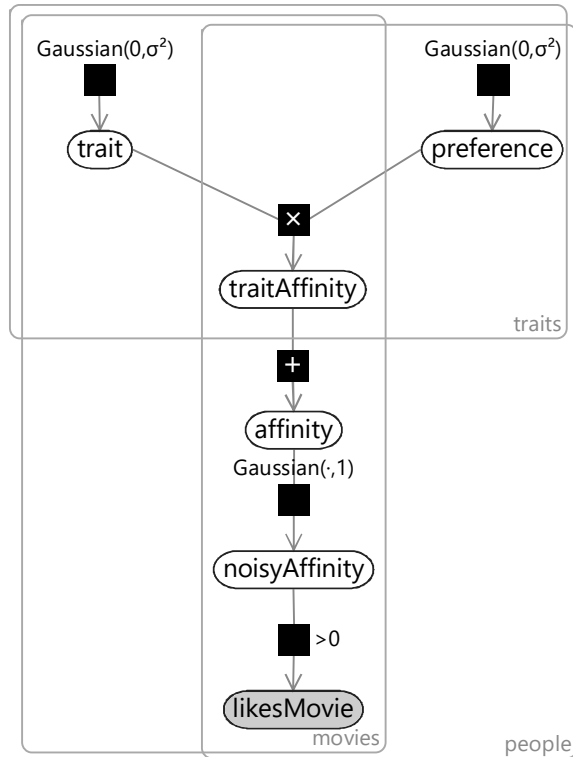 Gaussian(0,σ²)
Gaussian(0,σ²)
trait
preference
×
traitAffinity
traits
+
affinity
Gaussian(·,1)
noisyAffinity
>0
likesMovie
movies
people